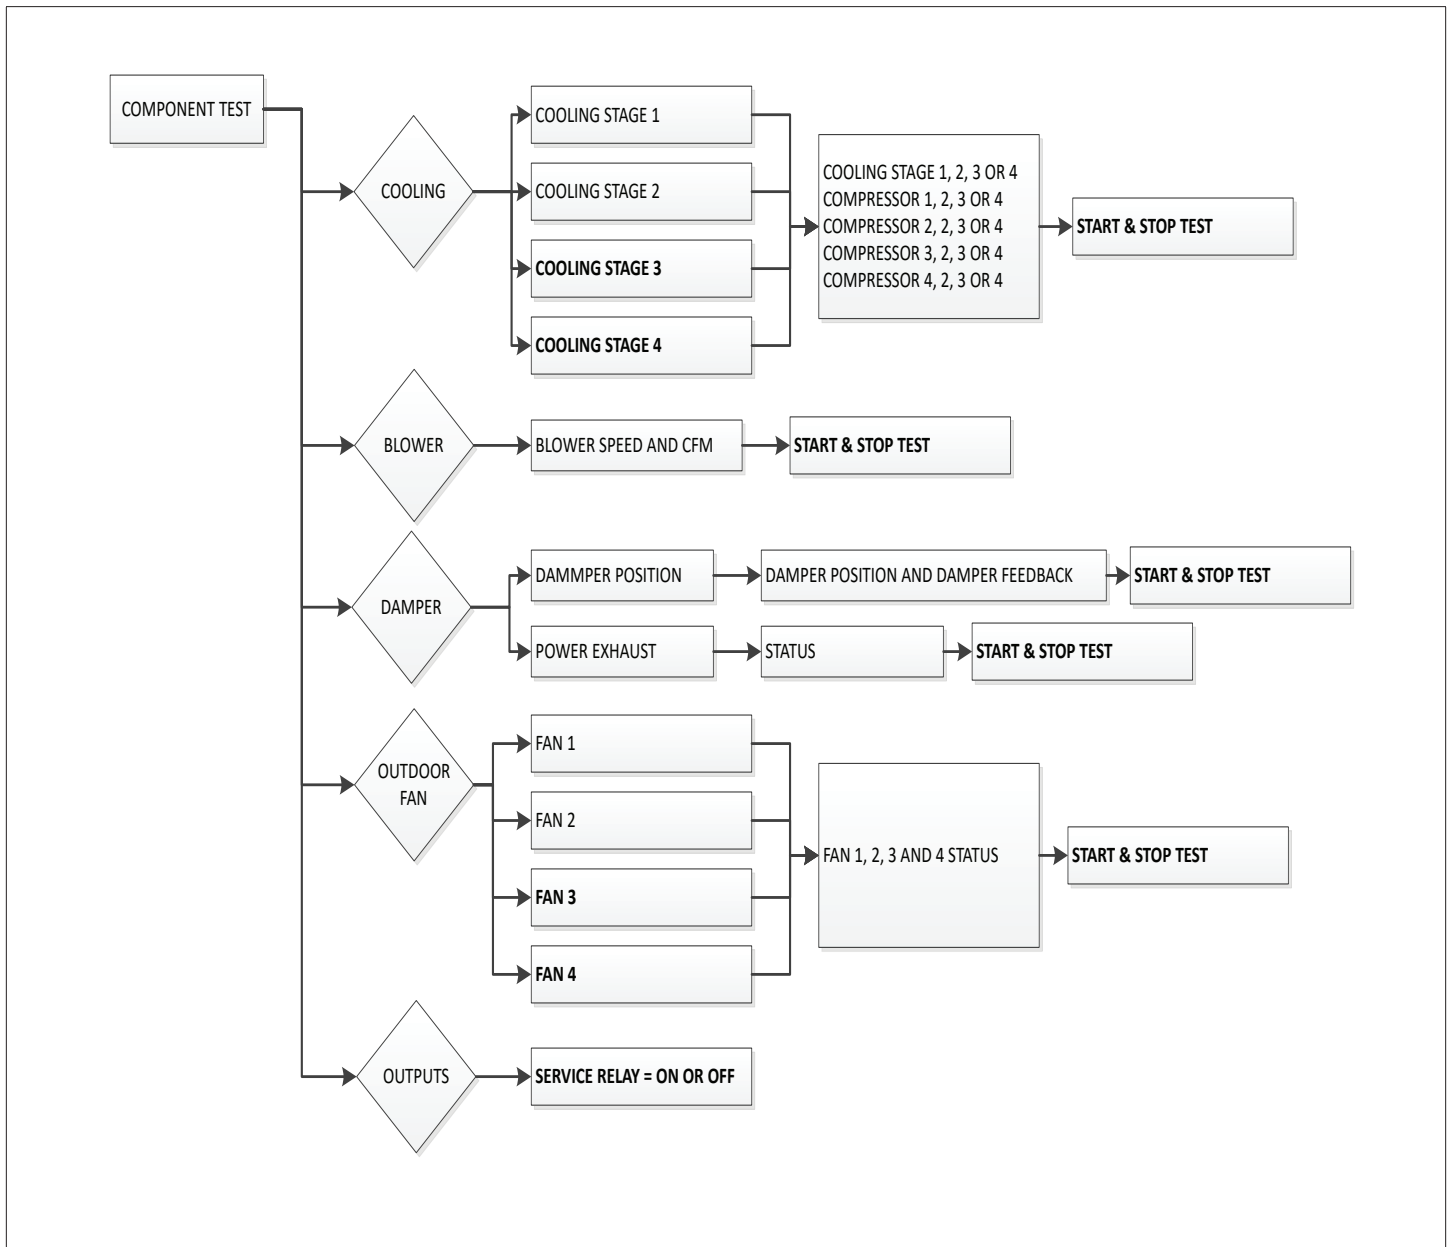 COMPONENT TEST
COOLING
COOLING STAGE 1
COOLING STAGE 2
COOLING STAGE 3
COOLING STAGE 4
COOLING STAGE 1, 2, 3 OR 4
COMPRESSOR 1, 2, 3 OR 4
COMPRESSOR 2, 2, 3 OR 4
COMPRESSOR 3, 2, 3 OR 4
COMPRESSOR 4, 2, 3 OR 4
START & STOP TEST
BLOWER
BLOWER SPEED AND CFM
START & STOP TEST
DAMPER
DAMMPER POSITION
DAMPER POSITION AND DAMPER FEEDBACK
START & STOP TEST
POWER EXHAUST
STATUS
START & STOP TEST
OUTDOOR
FAN
FAN 1
FAN 2
FAN 3
FAN 4
FAN 1, 2, 3 AND 4 STATUS
START & STOP TEST
OUTPUTS
SERVICE RELAY = ON OR OFF